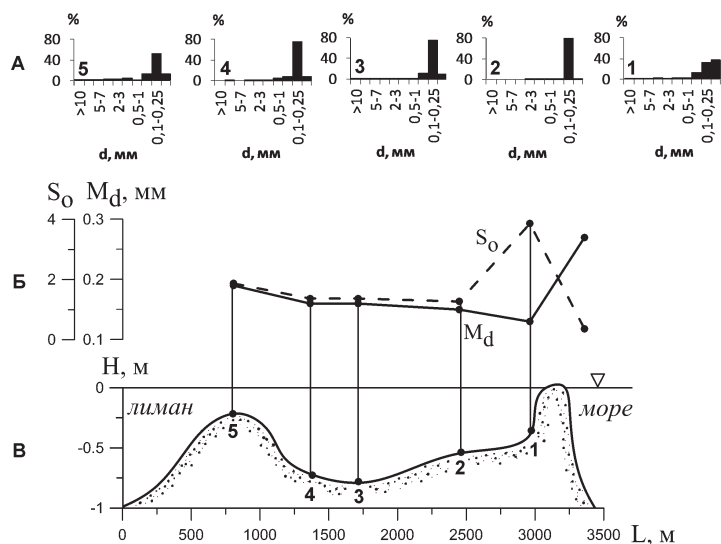 % % % % %
А
80 80 80 80 80
40 40 40 40 40
0 0 0 0 0
5 4 3 2 1
>10 5-7 2-3 0,5-1 0,1-0,25
>10 5-7 2-3 0,5-1 0,1-0,25
>10 5-7 2-3 0,5-1 0,1-0,25
>10 5-7 2-3 0,5-1 0,1-0,25
>10 5-7 2-3 0,5-1 0,1-0,25
d, мм d, мм d, мм d, мм d, мм
So Md, мм
4 0.3
2 0.2
0 0.1
Б
So
Md
H, м
0
-0.5
-1
В
лиман
море
5 4 3 2 1
0 500 1000 1500 2000 2500 3000 3500
L, м